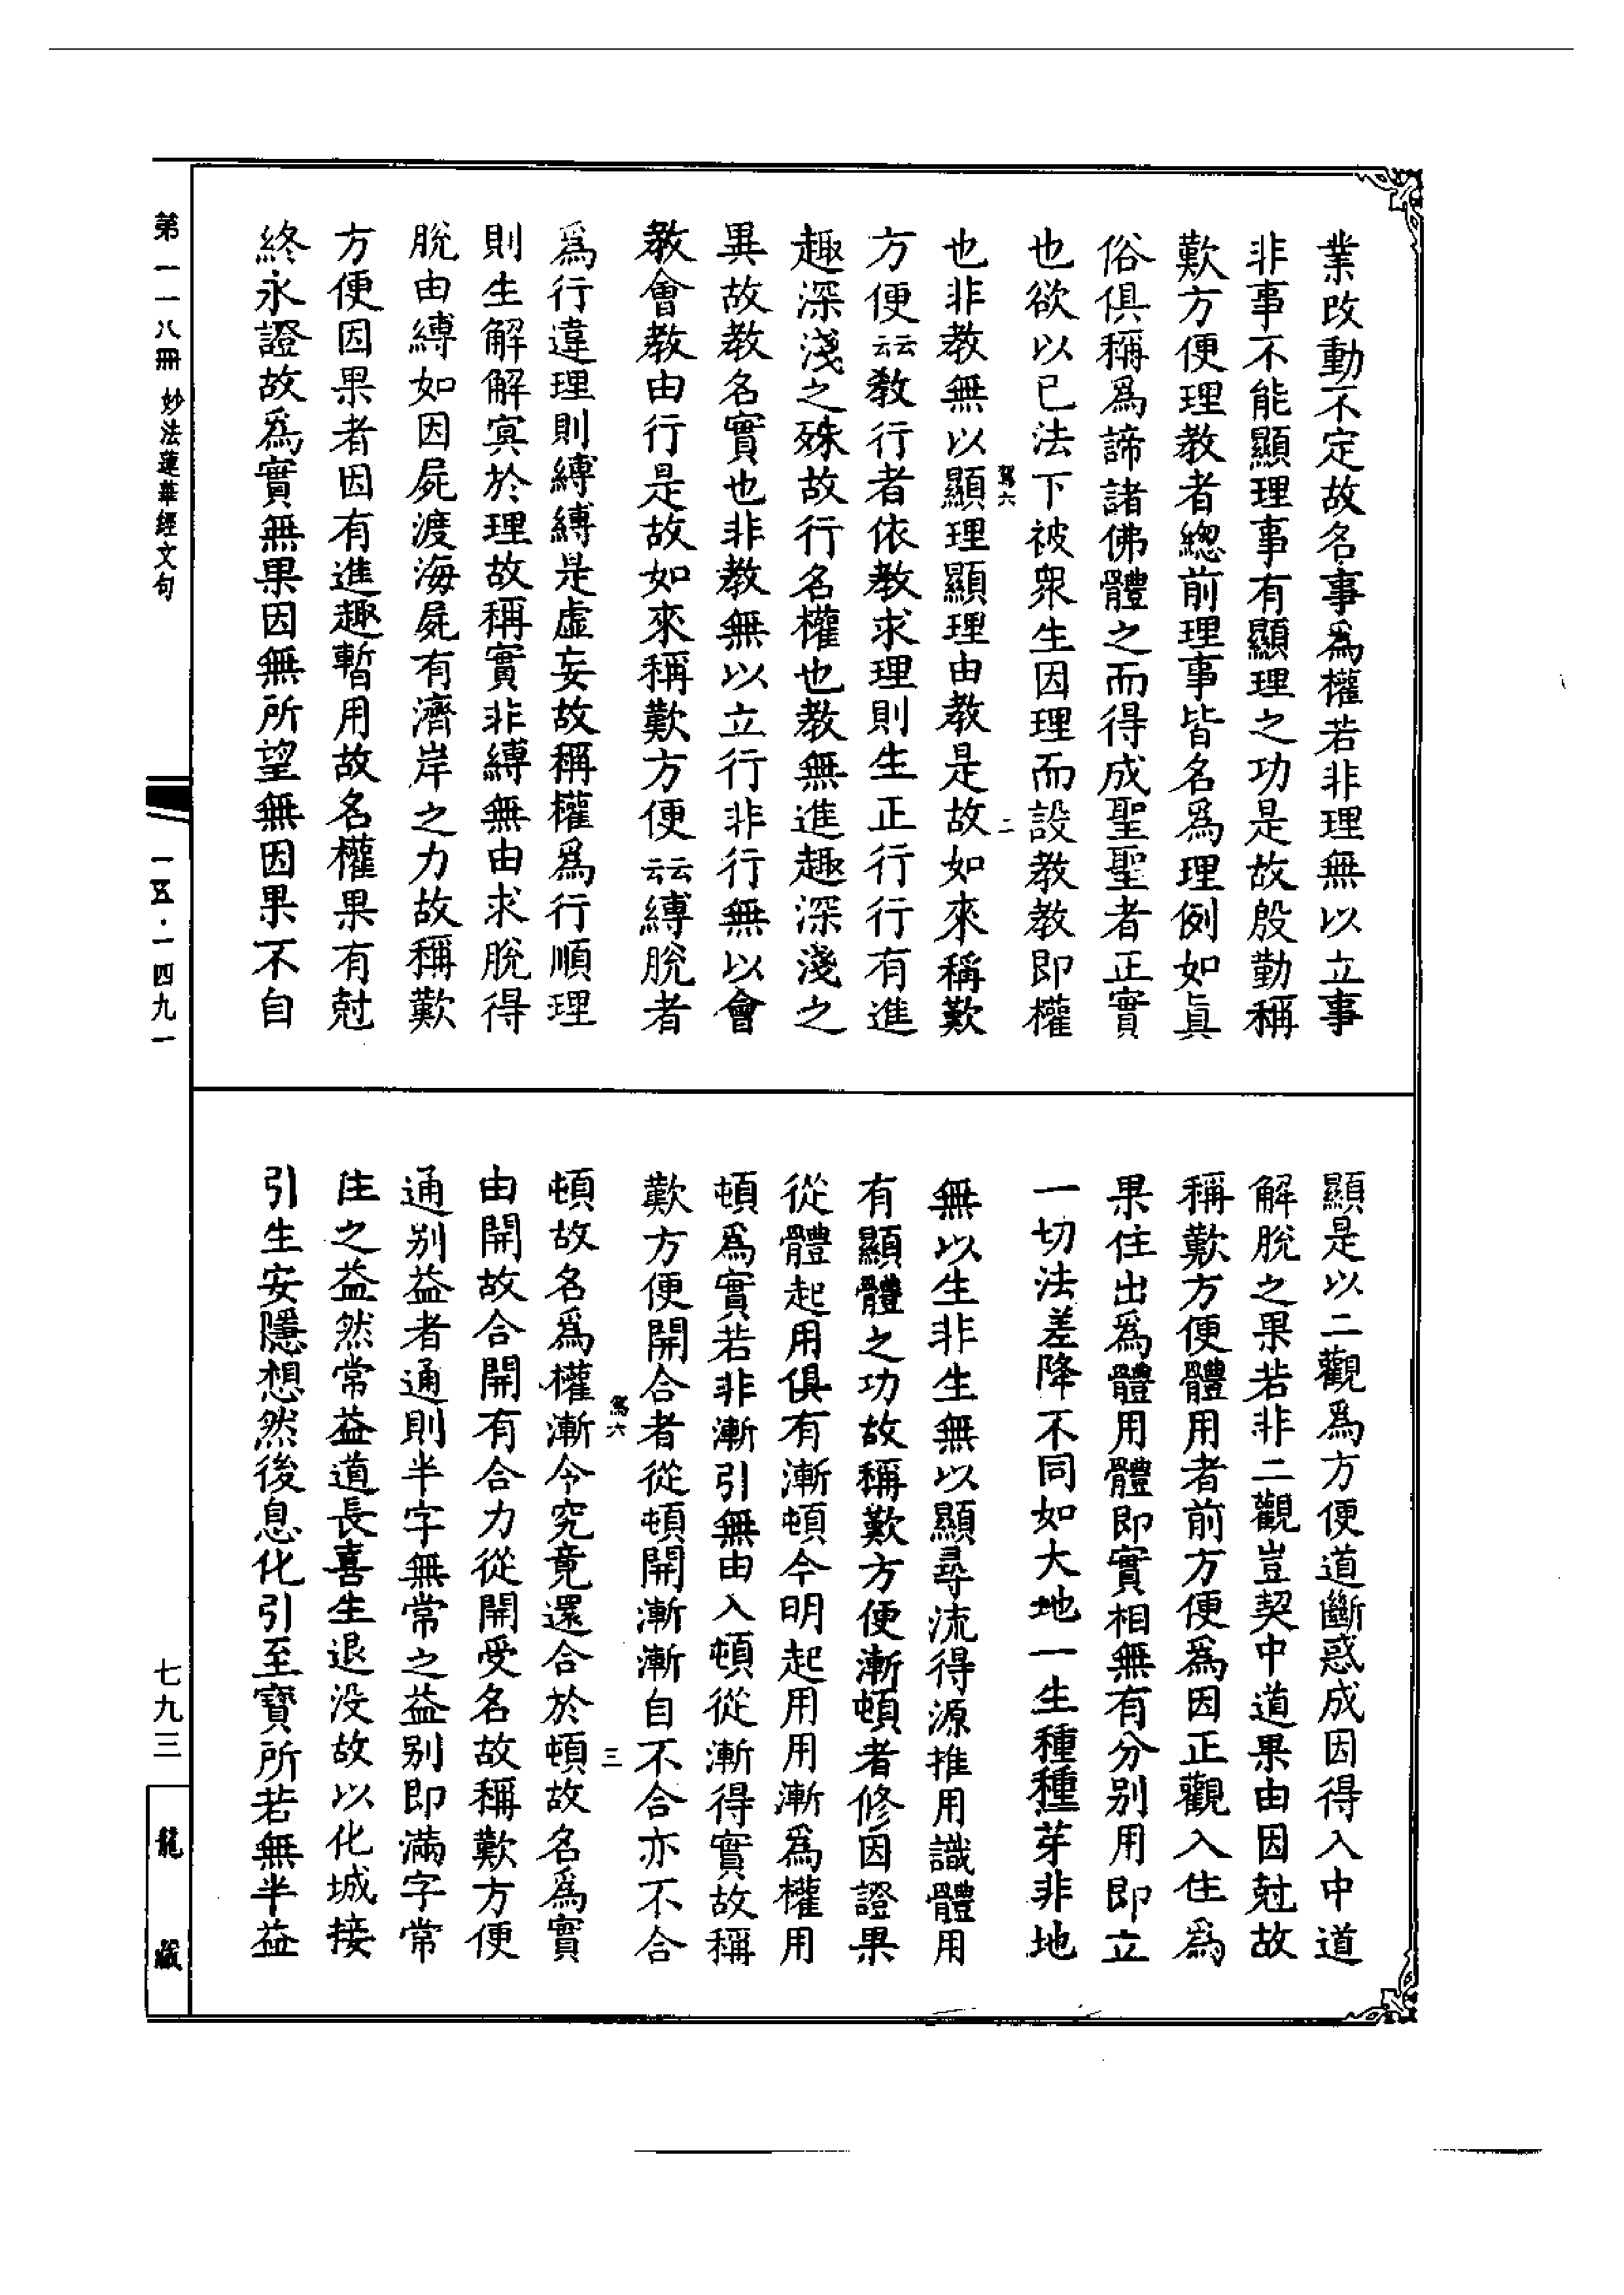 業改動不定故名事爲權若非理無以立事
非事不能顯理事有顯理之功是故殷勤稱
歎方便理教者總前理事皆名爲理例如眞
俗俱稱爲諦諸佛體之而得成聖聖者正實
也欲以已法下被衆生因理而設教教即權
駕六
二
也非教無以顯理顯理由教是故如來稱歎
方便云云教行者依教求理則生正行行有進
趣深淺之殊故行名權也教無進趣深淺之
異故教名實也非教無以立行非行無以會
教會教由行是故如來稱歎方便云云縛脫者
爲行違理則縛縛是虛妄故稱權爲行順理
則生解解冥於理故稱實非縛無由求脫得
脫由縛如因屍渡海屍有濟岸之力故稱歎
方便因果者因有進趣暫用故名權果有尅
終永證故爲實無果因無所望無因果不自
第一一八冊 妙法蓮華經文句
一五·一四九一
顯是以二觀爲方便道斷惑成因得入中道
解脫之果若非二觀豈契中道果由因尅故
稱歎方便體用者前方便爲因正觀入住爲
果住出爲體用體即實相無有分別用即立
一切法差降不同如大地一生種種芽非地
無以生非生無以顯尋流得源推用識體用
有顯體之功故稱歎方便漸頓者修因證果
從體起用俱有漸頓今明起用用漸爲權用
頓爲實若非漸引無由入頓從漸得實故稱
歎方便開合者從頓開漸漸自不合亦不合
駕六
三
頓故名爲權漸令究竟還合於頓故名爲實
由開故合開有合力從開受名故稱歎方便
通别益者通則半字無常之益别即滿字常
住之益然常益道長喜生退没故以化城接
引生安隱想然後息化引至寶所若無半益
七九三
龍藏